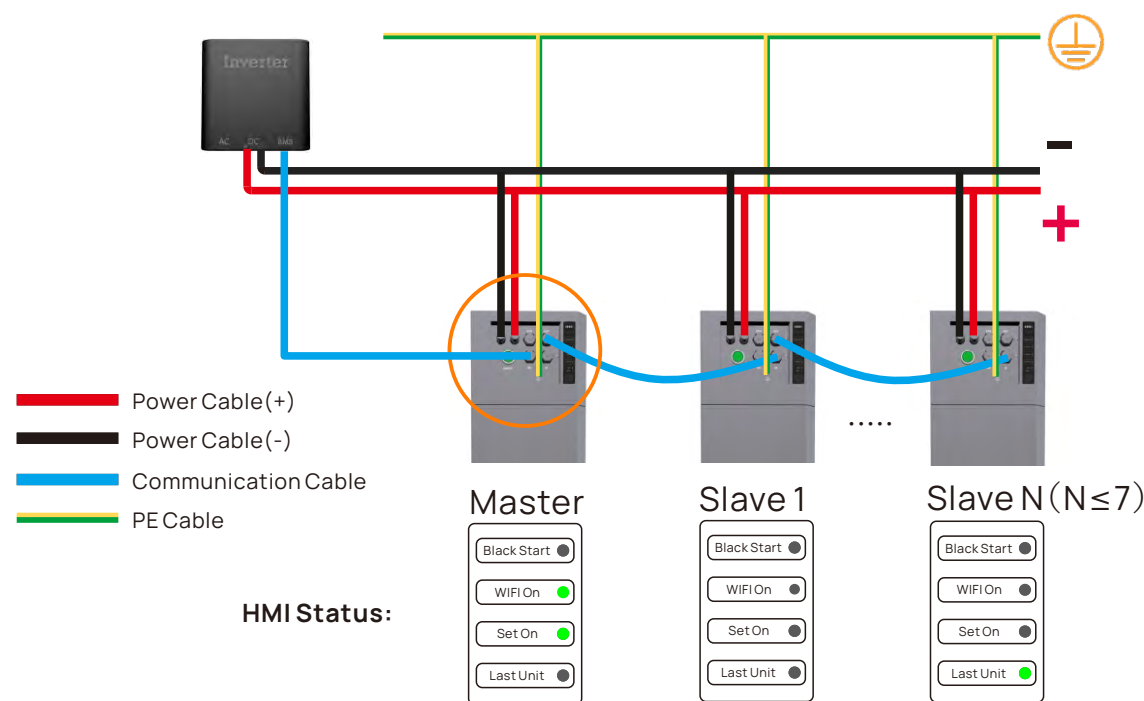 Inverter
AC DC BMS
-
+
Power Cable(+)
Power Cable(-)
Communication Cable
PE Cable
.....
Master
Slave 1
Slave N(N≤7)
HMI Status:
Black Start
WIFI On
Set On
Last Unit
Black Start
WIFI On
Set On
Last Unit
Black Start
WIFI On
Set On
Last Unit